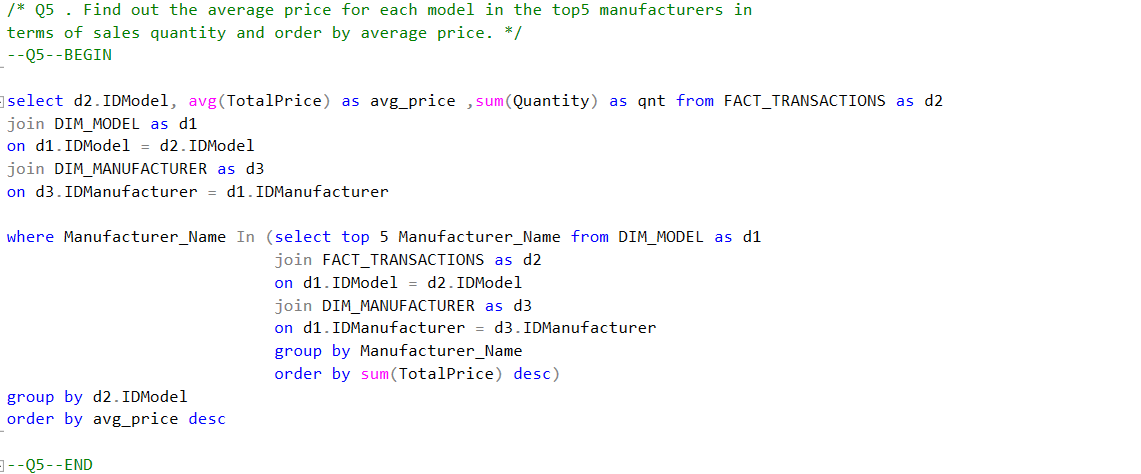 /* Q5 . Find out the average price for each model in the top5 manufacturers in
terms of sales quantity and order by average price. */
--Q5--BEGIN
select d2.IDModel, avg(TotalPrice) as avg_price ,sum(Quantity) as qnt from FACT_TRANSACTIONS as d2
join DIM_MODEL as d1
on d1.IDModel = d2.IDModel
join DIM_MANUFACTURER as d3
on d3.IDManufacturer = d1.IDManufacturer
where Manufacturer_Name In (select top 5 Manufacturer_Name from DIM_MODEL as d1
join FACT_TRANSACTIONS as d2
on d1.IDModel = d2.IDModel
join DIM_MANUFACTURER as d3
on d1.IDManufacturer = d3.IDManufacturer
group by Manufacturer_Name
order by sum(TotalPrice) desc)
group by d2.IDModel
order by avg_price desc
--Q5--END